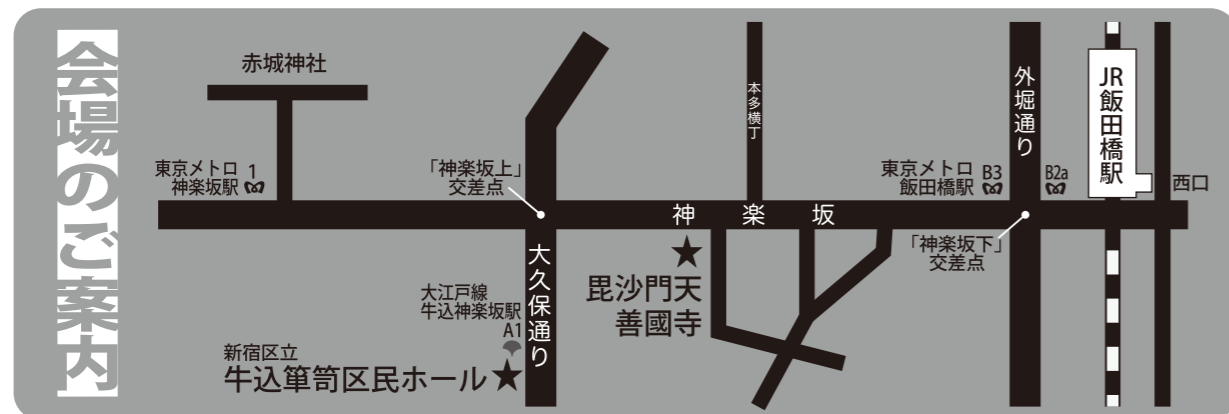 会場のご案内
赤城神社
東京メトロ 1
神楽坂駅
「神楽坂上」
交差点
本多横丁
東京メトロ B3
飯田橋駅
外堀通り
B2a
JR飯田橋駅
西口
神楽坂
「神楽坂下」
交差点
大久保通り
大江戸線
牛込神楽坂駅
A1
毘沙門天
善國寺
新宿区立
牛込簞笥区民ホール